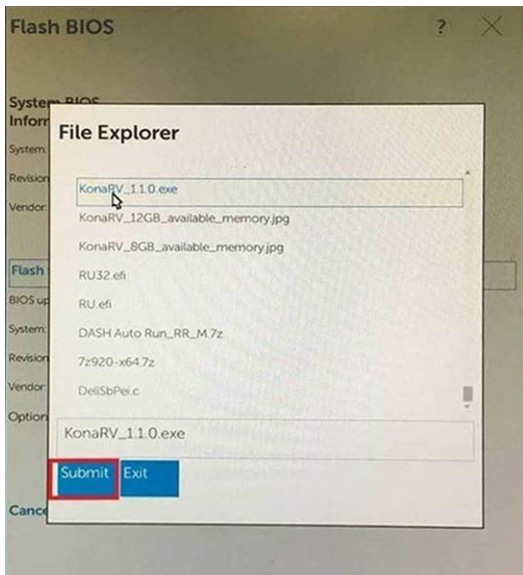 Flash BIOS ?
System BIOS
Inforr
System:
Revision
Vendor:
File Explorer
KonaRV_1.1.0.exe
KonaRV_12GB_available_memory.jpg
KonaRV_8GB_available_memory.jpg
RU32.efi
RU.efi
DASH Auto Run_RR_M.7z
7z920-x64.7z
DellSbPei.c
KonaRV_1.1.0.exe
Submit Exit
Flash
BIOS up
System:
Revision
Vendor:
Option
Cance